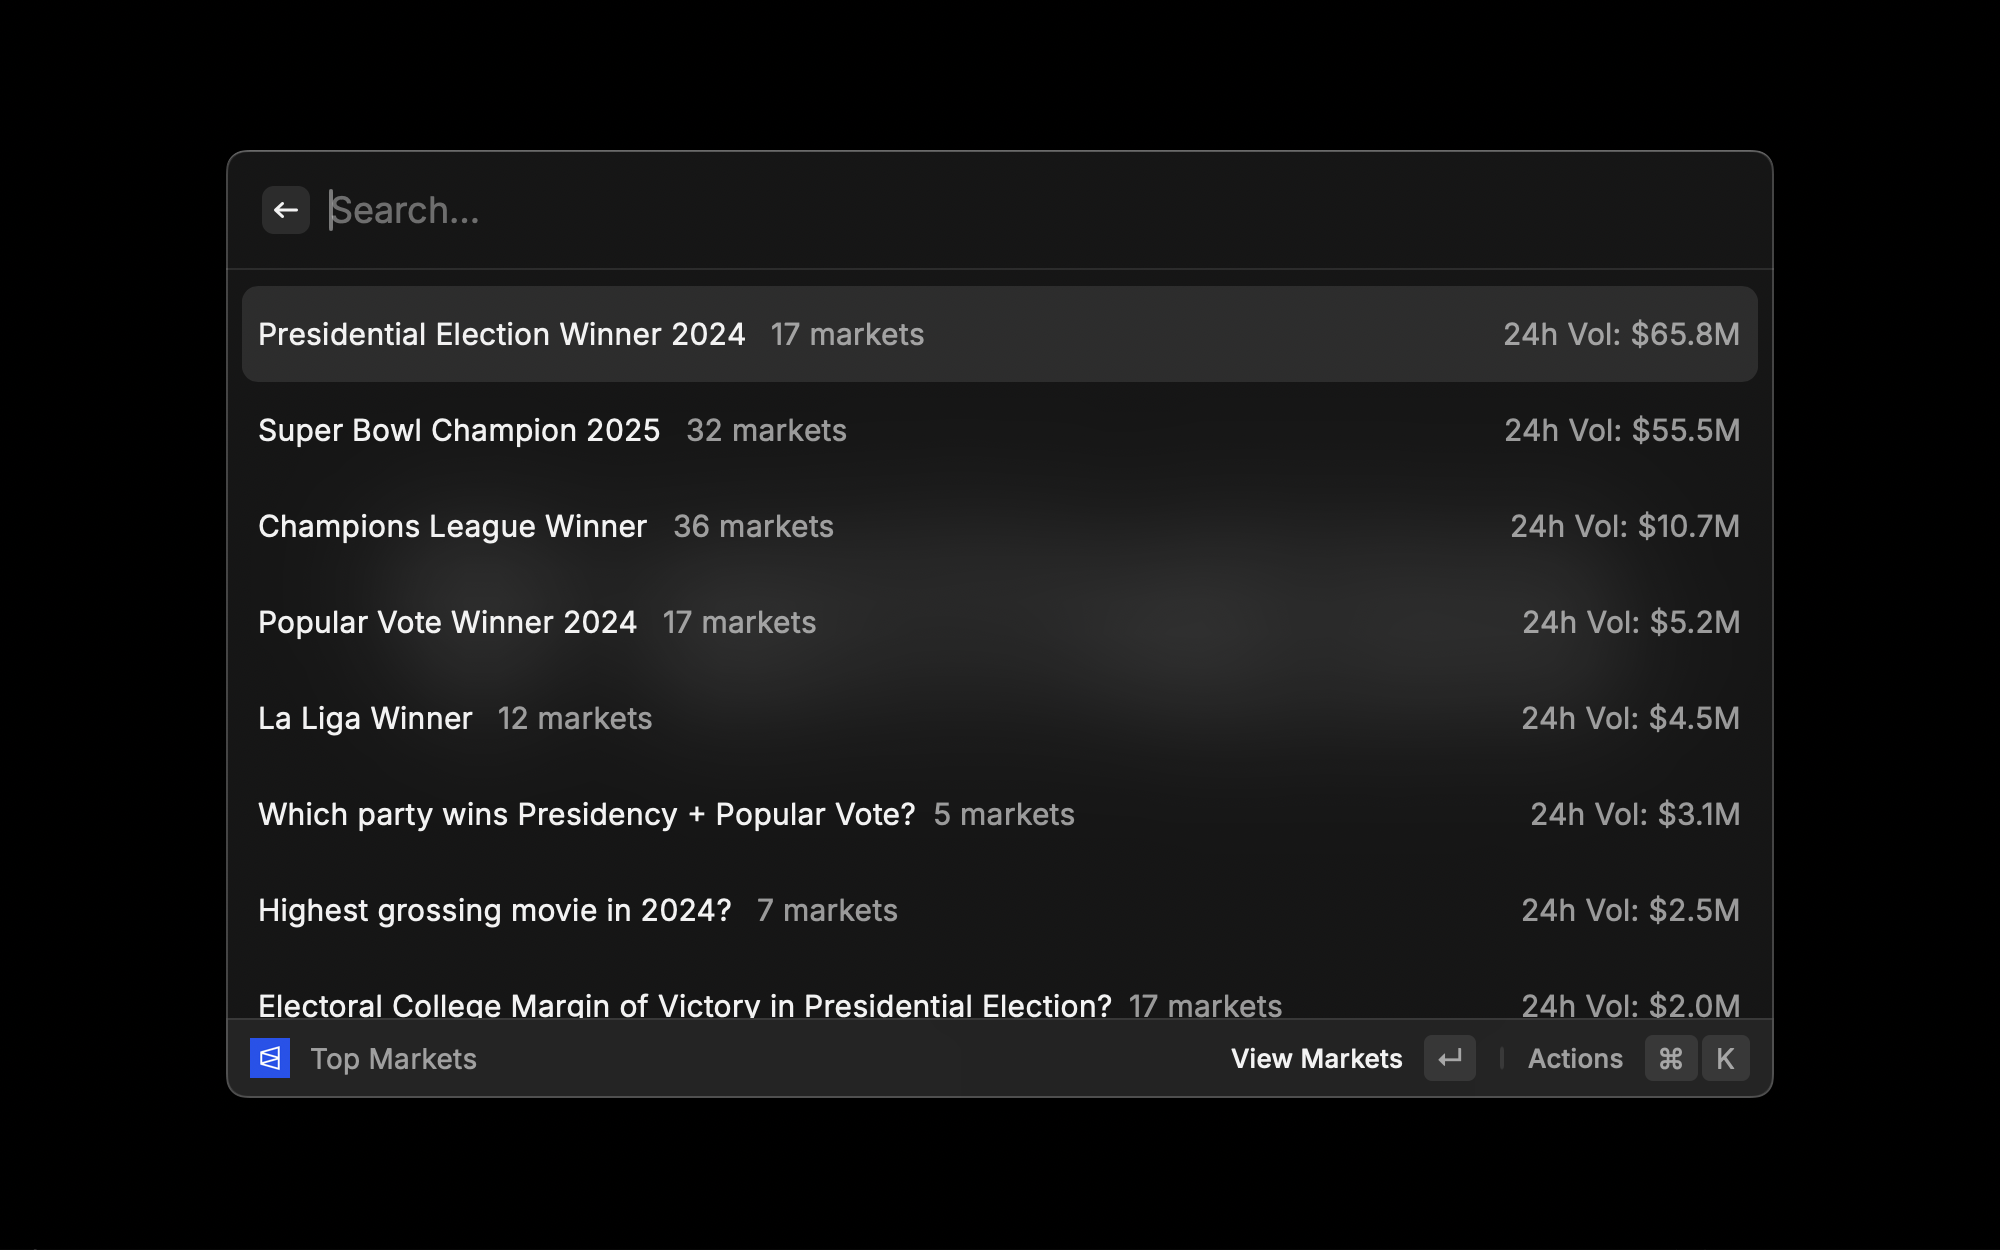 Search...
Presidential Election Winner 2024 17 markets 24h Vol: $65.8M
Super Bowl Champion 2025 32 markets 24h Vol: $55.5M
Champions League Winner 36 markets 24h Vol: $10.7M
Popular Vote Winner 2024 17 markets 24h Vol: $5.2M
La Liga Winner 12 markets 24h Vol: $4.5M
Which party wins Presidency + Popular Vote? 5 markets 24h Vol: $3.1M
Highest grossing movie in 2024? 7 markets 24h Vol: $2.5M
Electoral College Margin of Victory in Presidential Election? 17 markets 24h Vol: $2.0M
Top Markets View Markets ↵ Actions ⌘ K